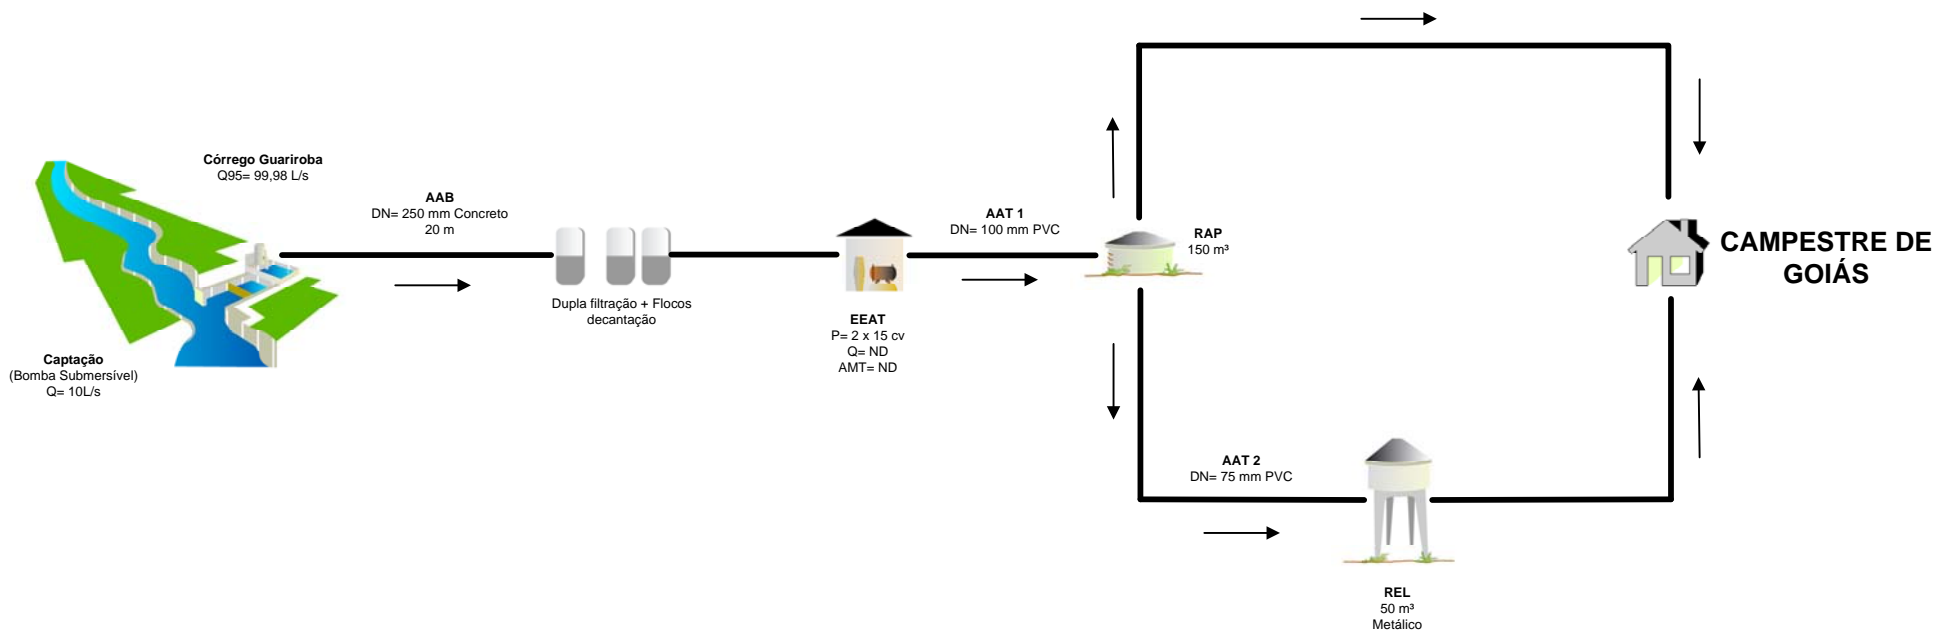 Córrego Guariroba
Q95= 99,98 L/s
Captação
(Bomba Submersível)
Q= 10L/s
AAB
DN= 250 mm Concreto
20 m
Dupla filtração + Flocos
decantação
EEAT
P= 2 x 15 cv
Q= ND
AMT= ND
AAT 1
DN= 100 mm PVC
RAP
150 m³
AAT 2
DN= 75 mm PVC
REL
50 m³
Metálico
CAMPESTRE DE
GOIÁS